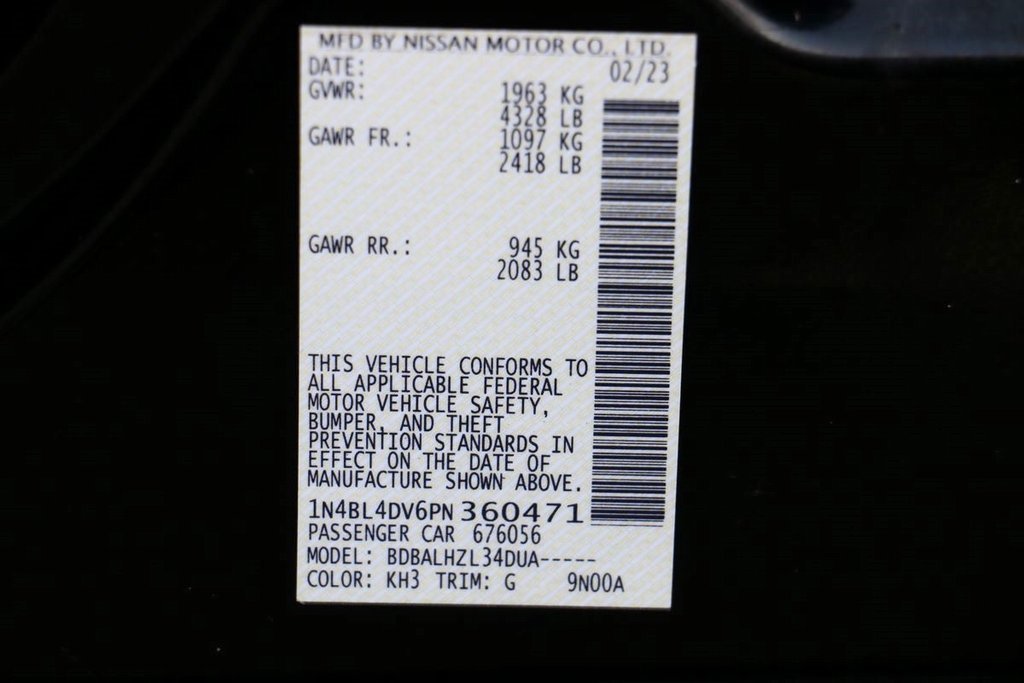 MFD BY NISSAN MOTOR CO., LTD.
DATE: 02/23
GVWR: 1963 KG
4328 LB
GAWR FR.: 1097 KG
2418 LB
GAWR RR.: 945 KG
2083 LB
THIS VEHICLE CONFORMS TO
ALL APPLICABLE FEDERAL
MOTOR VEHICLE SAFETY,
BUMPER, AND THEFT
PREVENTION STANDARDS IN
EFFECT ON THE DATE OF
MANUFACTURE SHOWN ABOVE.
1N4BL4DV6PN 360471
PASSENGER CAR 676056
MODEL: BDBALHZL34DUA-----
COLOR: KH3 TRIM: G 9N00A